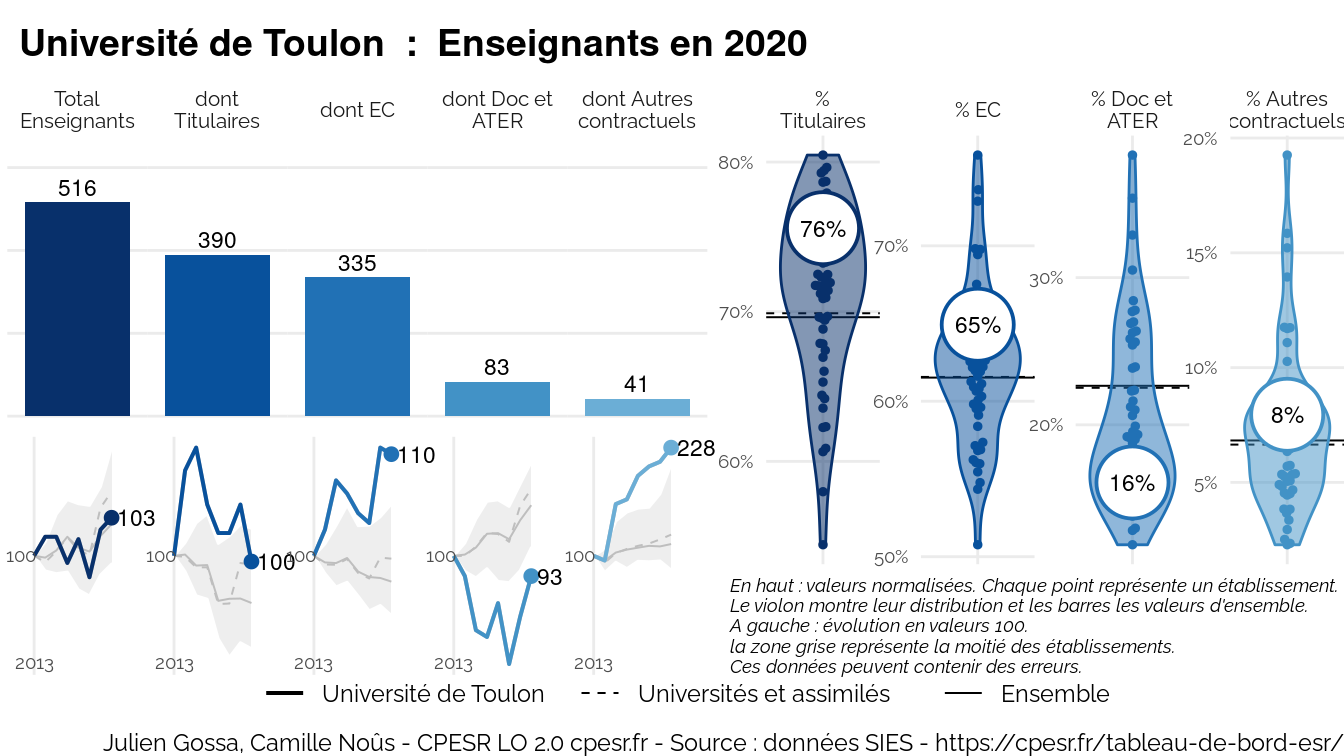 Université de Toulon : Enseignants en 2020
Total
Enseignants
dont
Titulaires
dont EC
dont Doc et
ATER
dont Autres
contractuels
%
Titulaires
% EC
% Doc et
ATER
% Autres
contractuels
516
390
335
83
41
80%
70%
60%
76%
70%
60%
50%
65%
30%
20%
16%
20%
15%
10%
5%
8%
100
103
2013
100
100
2013
100
110
2013
100
93
2013
100
228
2013
En haut : valeurs normalisées. Chaque point représente un établissement.
Le violon montre leur distribution et les barres les valeurs d'ensemble.
A gauche : évolution en valeurs 100.
la zone grise représente la moitié des établissements.
Ces données peuvent contenir des erreurs.
Université de Toulon
Universités et assimilés
Ensemble
Julien Gossa, Camille Noûs - CPESR LO 2.0 cpesr.fr - Source : données SIES - https://cpesr.fr/tableau-de-bord-esr/